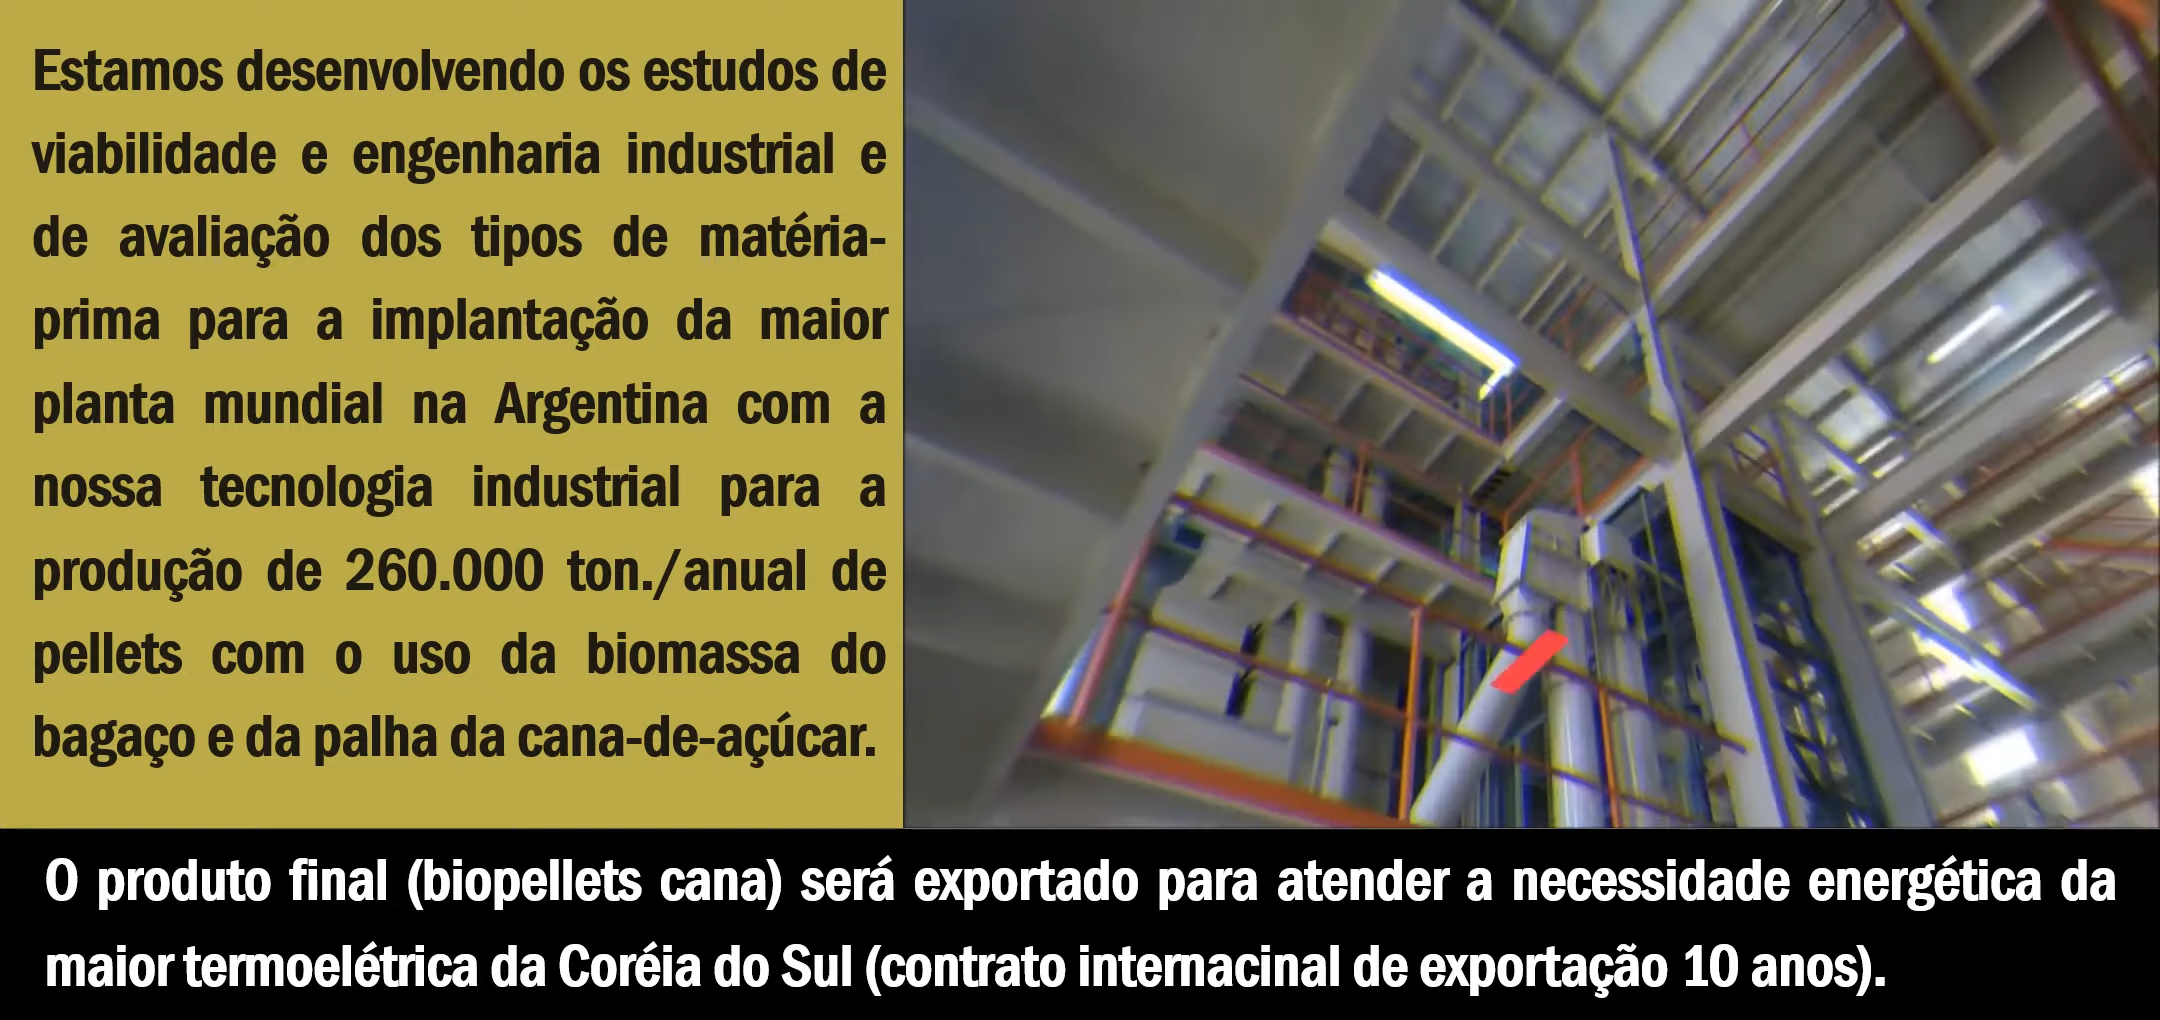 Estamos desenvolvendo os estudos de
viabilidade e engenharia industrial e
de avaliação dos tipos de matéria-
prima para a implantação da maior
planta mundial na Argentina com a
nossa tecnologia industrial para a
produção de 260.000 ton./anual de
pellets com o uso da biomassa do
bagaço e da palha da cana-de-açúcar.
O produto final (biopellets cana) será exportado para atender a necessidade energética da
maior termoelétrica da Coréia do Sul (contrato internacinal de exportação 10 anos).